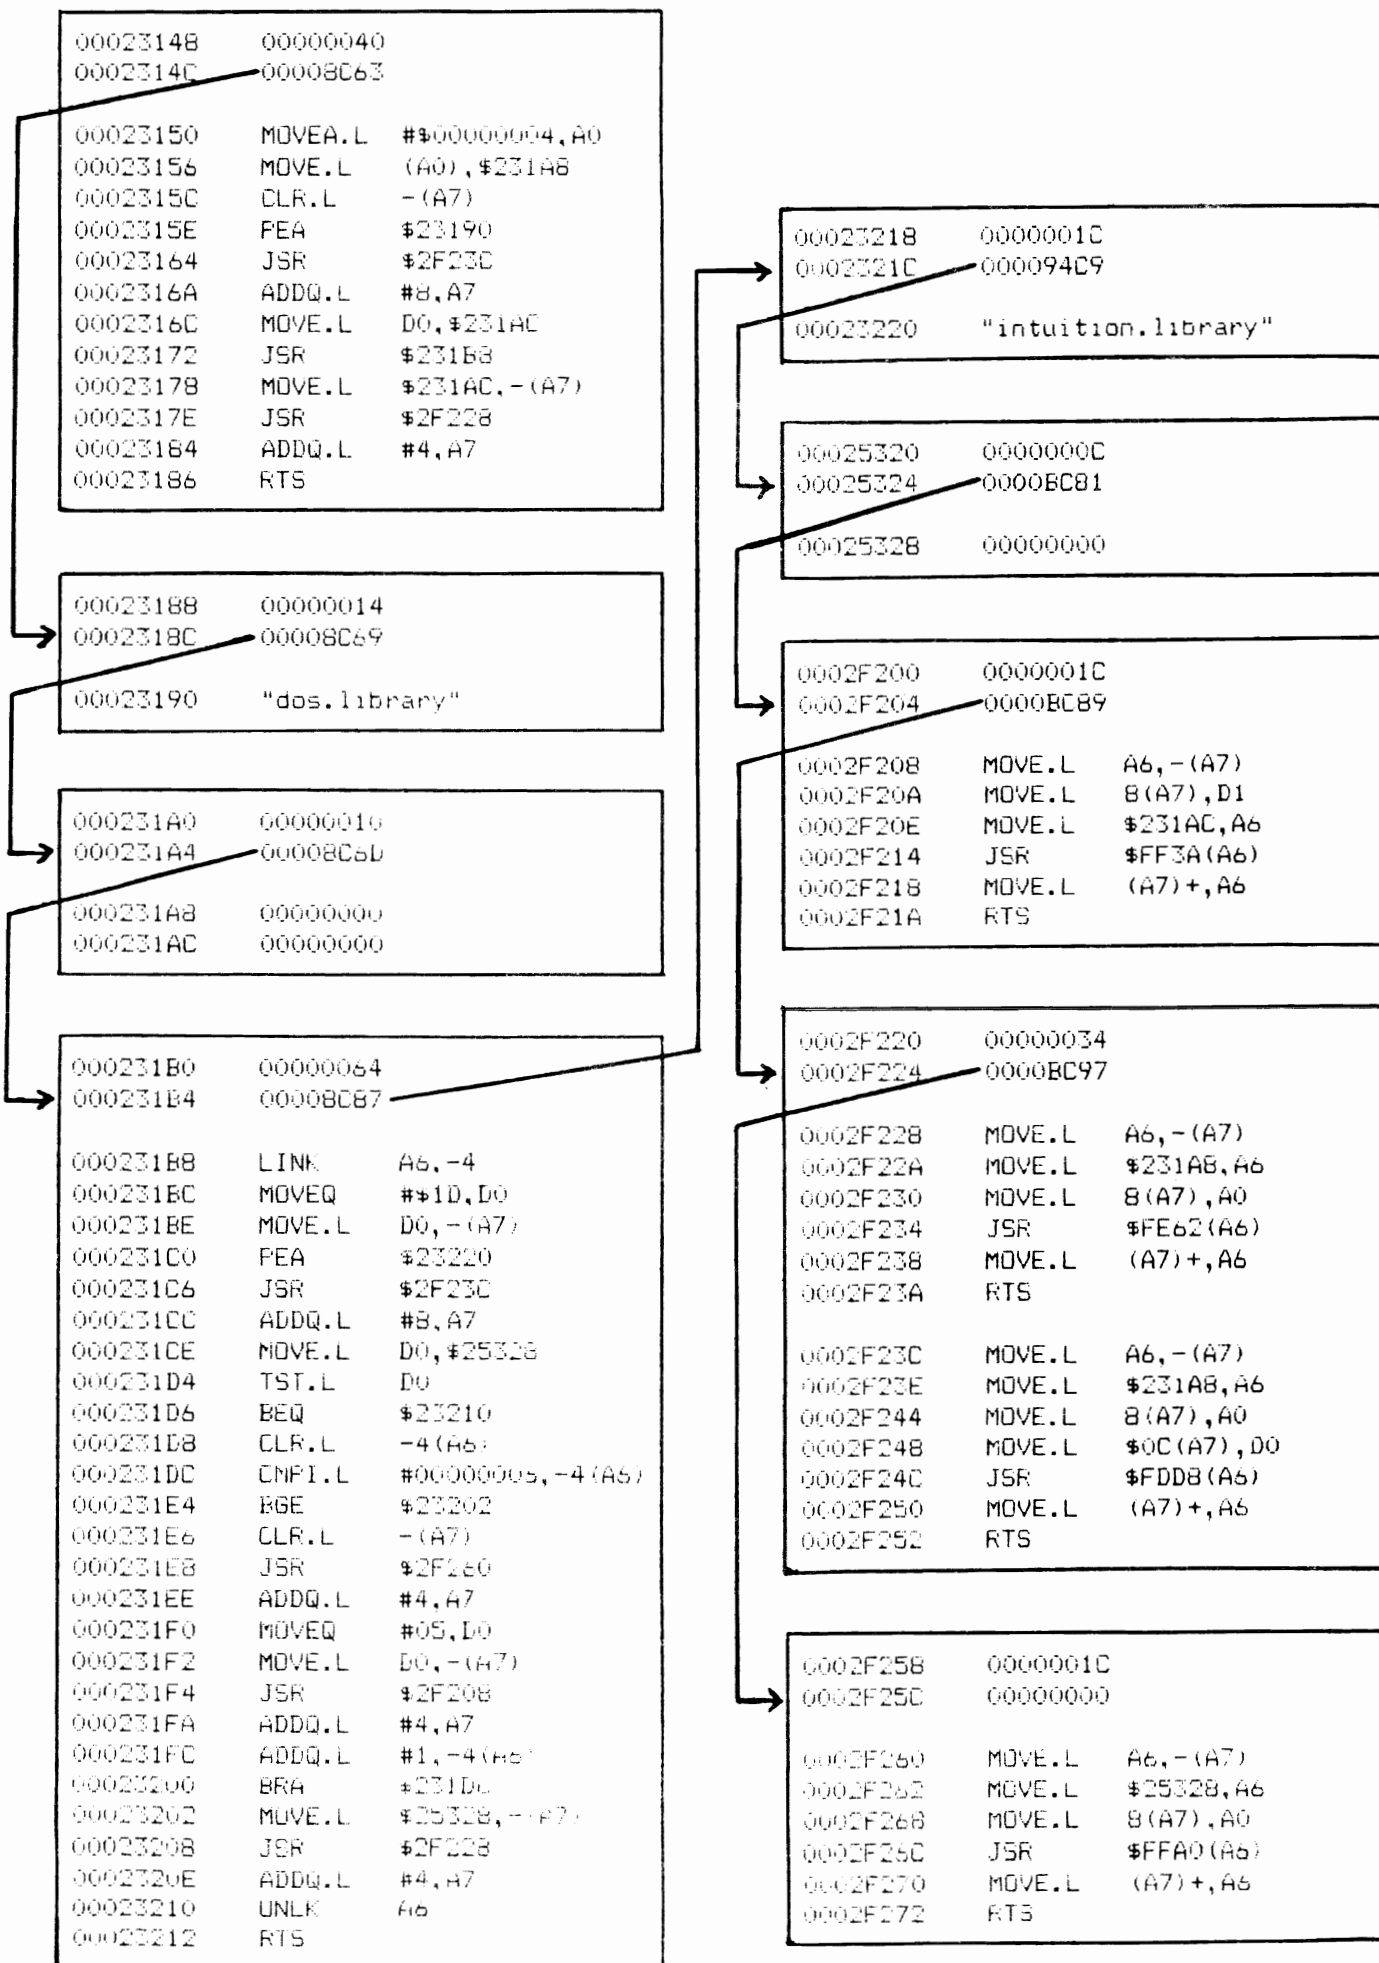 00023148 00000040
0002314C 00008C63
00023150 MOVEA.L #$00000004,A0
00023156 MOVE.L (A0),$231A8
0002315C CLR.L -(A7)
0002315E PEA $23190
00023164 JSR $2F23C
0002316A ADDQ.L #8,A7
0002316C MOVE.L D0,$231AC
00023172 JSR $231B8
00023178 MOVE.L $231AC,-(A7)
0002317E JSR $2F228
00023184 ADDQ.L #4,A7
00023186 RTS
00023188 00000014
0002318C 00008C69
00023190 "dos.library"
000231A0 00000010
000231A4 00008C6D
000231A8 00000000
000231AC 00000000
000231B0 00000064
000231B4 00008C87
000231B8 LINK A6,-4
000231BC MOVEQ #$1D,D0
000231BE MOVE.L D0,-(A7)
000231C0 PEA $23220
000231C6 JSR $2F23C
000231CC ADDQ.L #8,A7
000231CE MOVE.L D0,$25328
000231D4 TST.L D0
000231D6 BEQ $23210
000231D8 CLR.L -4(A6)
000231DC CMPI.L #00000005,-4(A6)
000231E4 BGE $23202
000231E6 CLR.L -(A7)
000231E8 JSR $2F260
000231EE ADDQ.L #4,A7
000231F0 MOVEQ #05,D0
000231F2 MOVE.L D0,-(A7)
000231F4 JSR $2F208
000231FA ADDQ.L #4,A7
000231FC ADDQ.L #1,-4(A6)
00023200 BRA $231DC
00023202 MOVE.L $25328,-(A7)
00023208 JSR $2F228
0002320E ADDQ.L #4,A7
00023210 UNLK A6
00023212 RTS
00023218 0000001C
0002321C 000094C9
00023220 "intuition.library"
00025320 0000000C
00025324 0000BC81
00025328 00000000
0002F200 0000001C
0002F204 0000BC89
0002F208 MOVE.L A6,-(A7)
0002F20A MOVE.L 8(A7),D1
0002F20E MOVE.L $231AC,A6
0002F214 JSR $FF3A(A6)
0002F218 MOVE.L (A7)+,A6
0002F21A RTS
0002F220 00000034
0002F224 0000BC97
0002F228 MOVE.L A6,-(A7)
0002F22A MOVE.L $231A8,A6
0002F230 MOVE.L 8(A7),A0
0002F234 JSR $FE62(A6)
0002F238 MOVE.L (A7)+,A6
0002F23A RTS
0002F23C MOVE.L A6,-(A7)
0002F23E MOVE.L $231A8,A6
0002F244 MOVE.L 8(A7),A0
0002F248 MOVE.L $0C(A7),D0
0002F24C JSR $FDD8(A6)
0002F250 MOVE.L (A7)+,A6
0002F252 RTS
0002F258 0000001C
0002F25C 00000000
0002F260 MOVE.L A6,-(A7)
0002F262 MOVE.L $25328,A6
0002F268 MOVE.L 8(A7),A0
0002F26C JSR $FFA0(A6)
0002F270 MOVE.L (A7)+,A6
0002F272 RTS